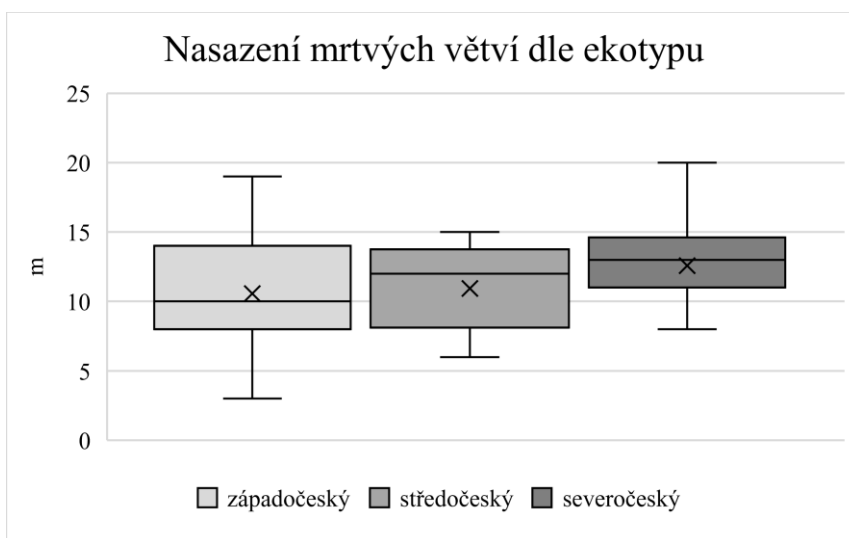 Nasazení mrtvých větví dle ekotypu
25
20
15
10
5
0
m
západočeský středočeský severočeský